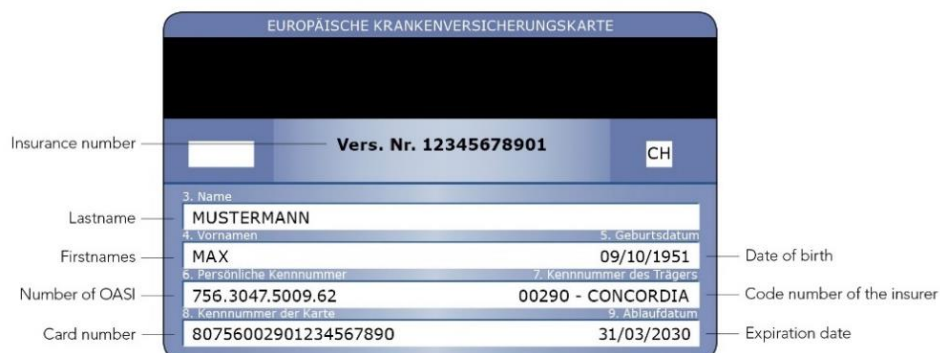 EUROPÄISCHE KRANKENVERSICHERUNGSKARTE
Insurance number
Vers. Nr. 12345678901
CH
3. Name
Lastname
MUSTERMANN
4. Vornamen 5. Geburtsdatum
Firstnames
MAX 09/10/1951
Date of birth
6. Persönliche Kennnummer 7. Kennnummer des Trägers
Number of OASI
756.3047.5009.62 00290 - CONCORDIA
Code number of the insurer
8. Kennnummer der Karte 9. Ablaufdatum
Card number
80756002901234567890 31/03/2030
Expiration date